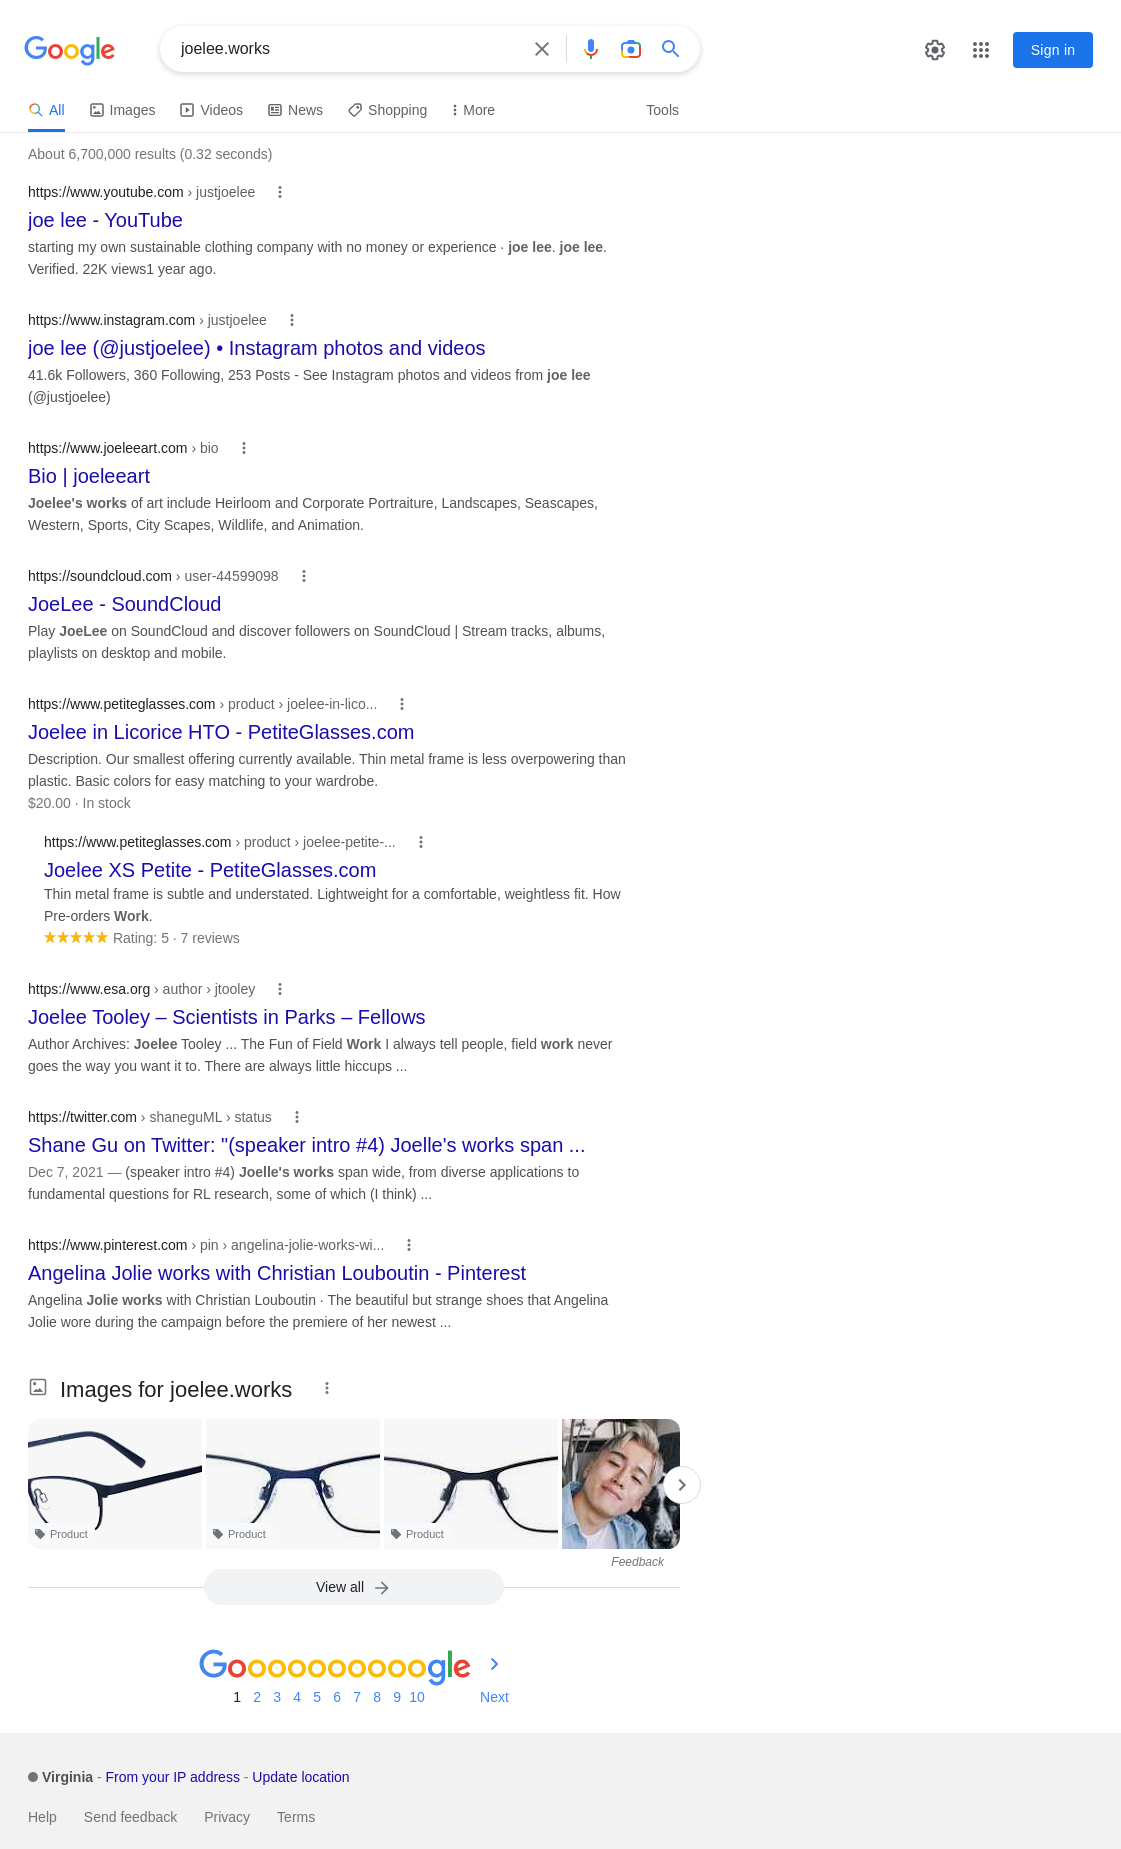 Google
joelee.works
Sign in
All
Images
Videos
News
Shopping
More
Tools
About 6,700,000 results (0.32 seconds)
https://www.youtube.com › justjoelee
joe lee - YouTube
starting my own sustainable clothing company with no money or experience · joe lee. joe lee.
Verified. 22K views1 year ago.
https://www.instagram.com › justjoelee
joe lee (@justjoelee) • Instagram photos and videos
41.6k Followers, 360 Following, 253 Posts - See Instagram photos and videos from joe lee
(@justjoelee)
https://www.joeleeart.com › bio
Bio | joeleeart
Joelee's works of art include Heirloom and Corporate Portraiture, Landscapes, Seascapes,
Western, Sports, City Scapes, Wildlife, and Animation.
https://soundcloud.com › user-44599098
JoeLee - SoundCloud
Play JoeLee on SoundCloud and discover followers on SoundCloud | Stream tracks, albums,
playlists on desktop and mobile.
https://www.petiteglasses.com › product › joelee-in-lico...
Joelee in Licorice HTO - PetiteGlasses.com
Description. Our smallest offering currently available. Thin metal frame is less overpowering than
plastic. Basic colors for easy matching to your wardrobe.
$20.00 · In stock
https://www.petiteglasses.com › product › joelee-petite-...
Joelee XS Petite - PetiteGlasses.com
Thin metal frame is subtle and understated. Lightweight for a comfortable, weightless fit. How
Pre-orders Work.
Rating: 5 · 7 reviews
https://www.esa.org › author › jtooley
Joelee Tooley – Scientists in Parks – Fellows
Author Archives: Joelee Tooley ... The Fun of Field Work I always tell people, field work never
goes the way you want it to. There are always little hiccups ...
https://twitter.com › shaneguML › status
Shane Gu on Twitter: "(speaker intro #4) Joelle's works span ...
Dec 7, 2021 — (speaker intro #4) Joelle's works span wide, from diverse applications to
fundamental questions for RL research, some of which (I think) ...
https://www.pinterest.com › pin › angelina-jolie-works-wi...
Angelina Jolie works with Christian Louboutin - Pinterest
Angelina Jolie works with Christian Louboutin · The beautiful but strange shoes that Angelina
Jolie wore during the campaign before the premiere of her newest ...
Images for joelee.works
Product
Product
Product
Feedback
View all
Goooooooooogle
1 2 3 4 5 6 7 8 9 10 Next
Virginia - From your IP address - Update location
Help Send feedback Privacy Terms